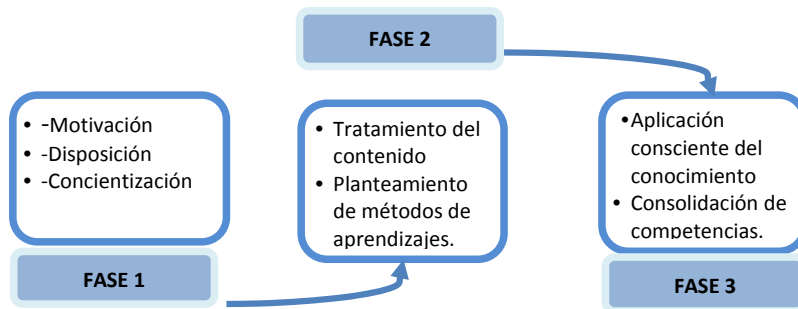 • -Motivación
• -Disposición
• -Concientización
FASE 1
FASE 2
• Tratamiento del
contenido
• Planteamiento
de métodos de
aprendizajes.
•Aplicación
consciente del
conocimiento
• Consolidación de
competencias.
FASE 3